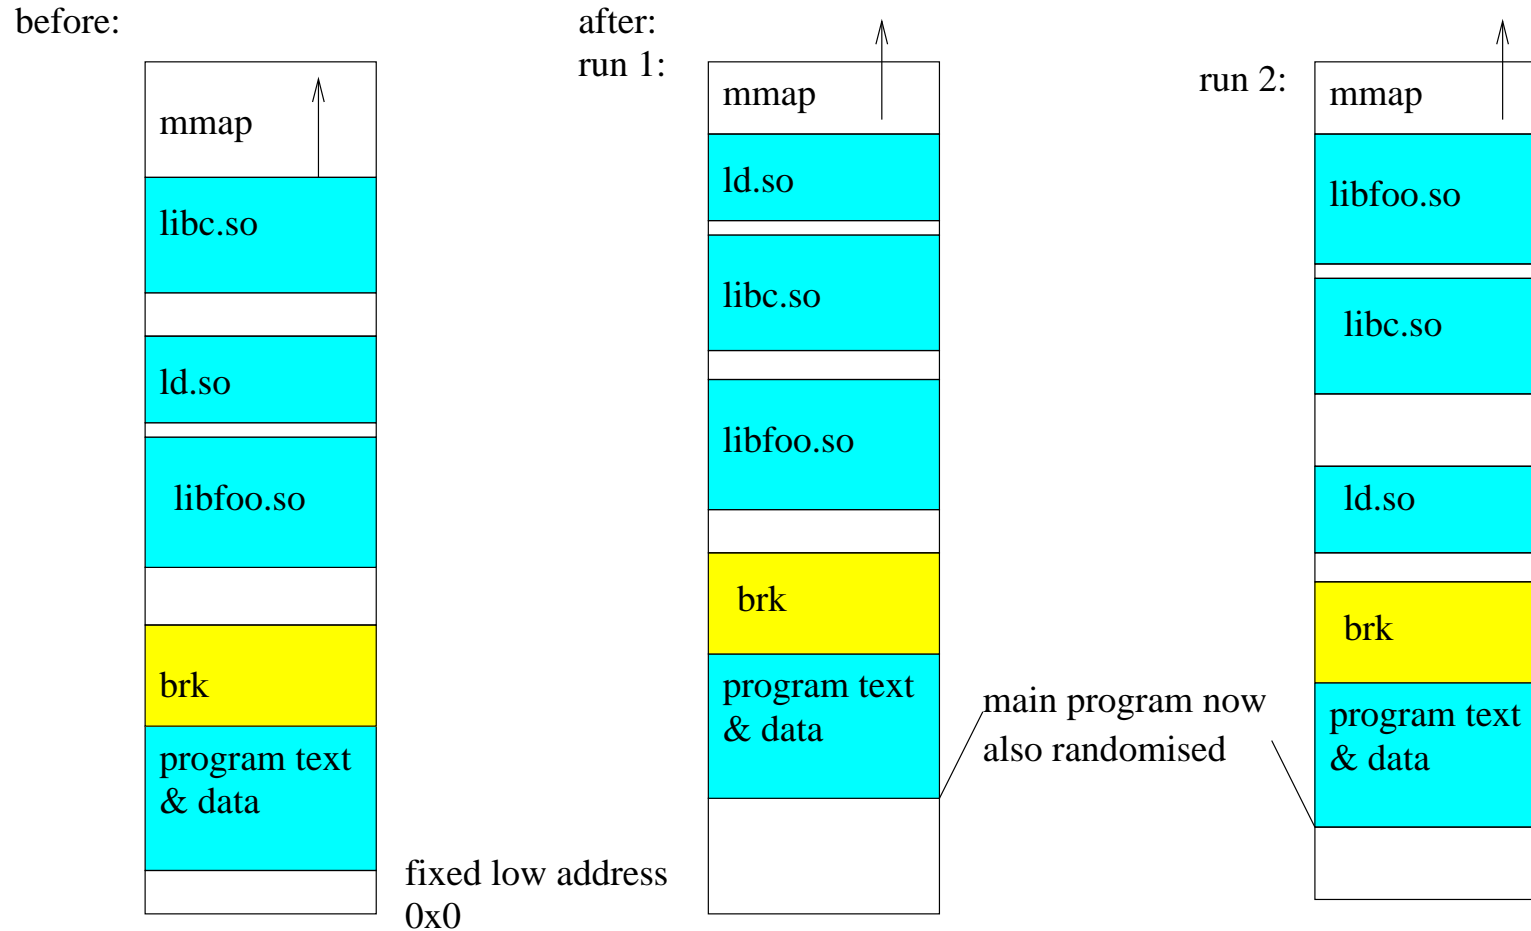 before:
mmap
libc.so
ld.so
libfoo.so
brk
program text
& data
fixed low address
0x0
after:
run 1:
mmap
ld.so
libc.so
libfoo.so
brk
program text
& data
main program now
also randomised
run 2:
mmap
libfoo.so
libc.so
ld.so
brk
program text
& data